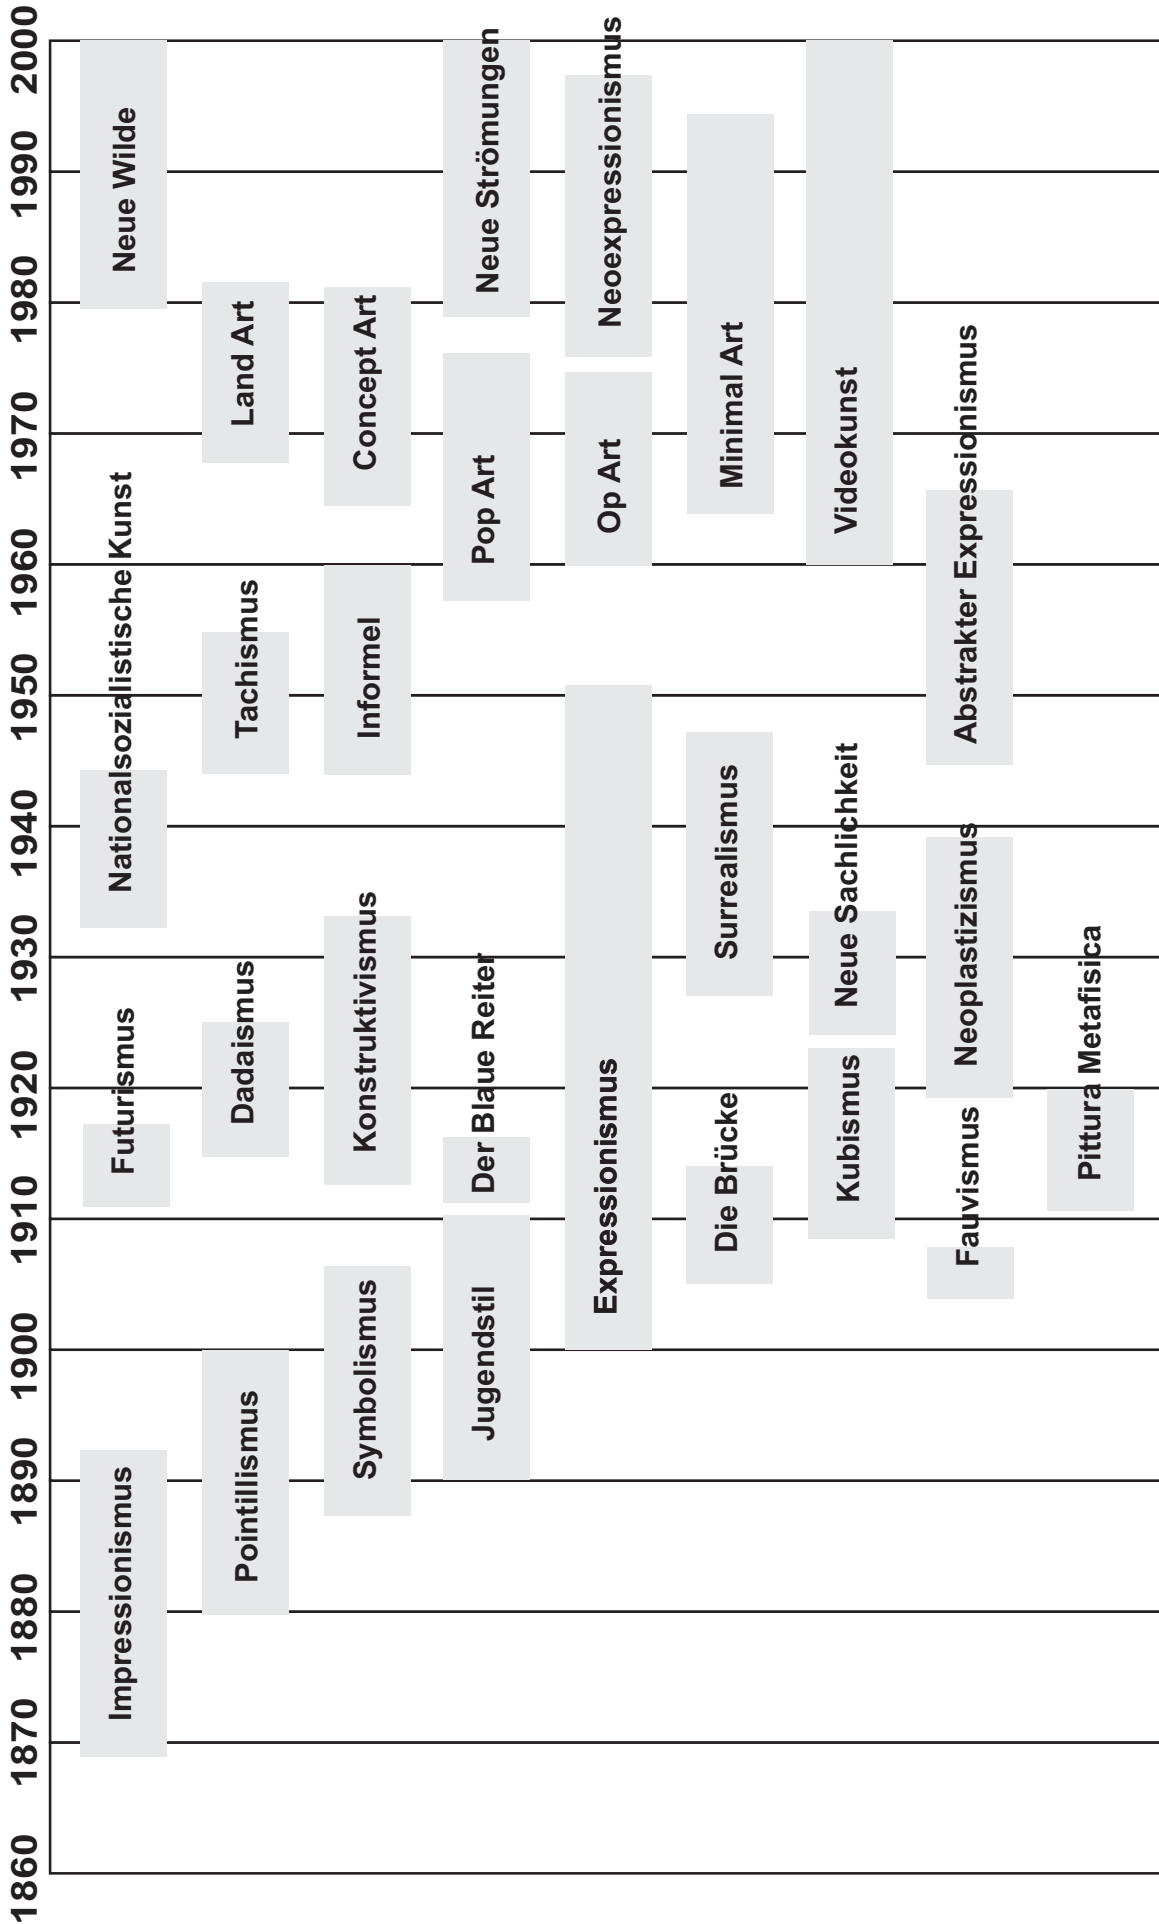 1860
1870
1880
1890
1900
1910
1920
1930
1940
1950
1960
1970
1980
1990
2000
Impressionismus
Futurismus
Nationalsozialistische Kunst
Neue Wilde
Pointillismus
Dadaismus
Tachismus
Land Art
Symbolismus
Konstruktivismus
Informel
Concept Art
Jugendstil
Der Blaue Reiter
Pop Art
Neue Strömungen
Expressionismus
Op Art
Neoexpressionismus
Die Brücke
Surrealismus
Minimal Art
Kubismus
Neue Sachlichkeit
Videokunst
Fauvismus
Neoplastizismus
Abstrakter Expressionismus
Pittura Metafisica